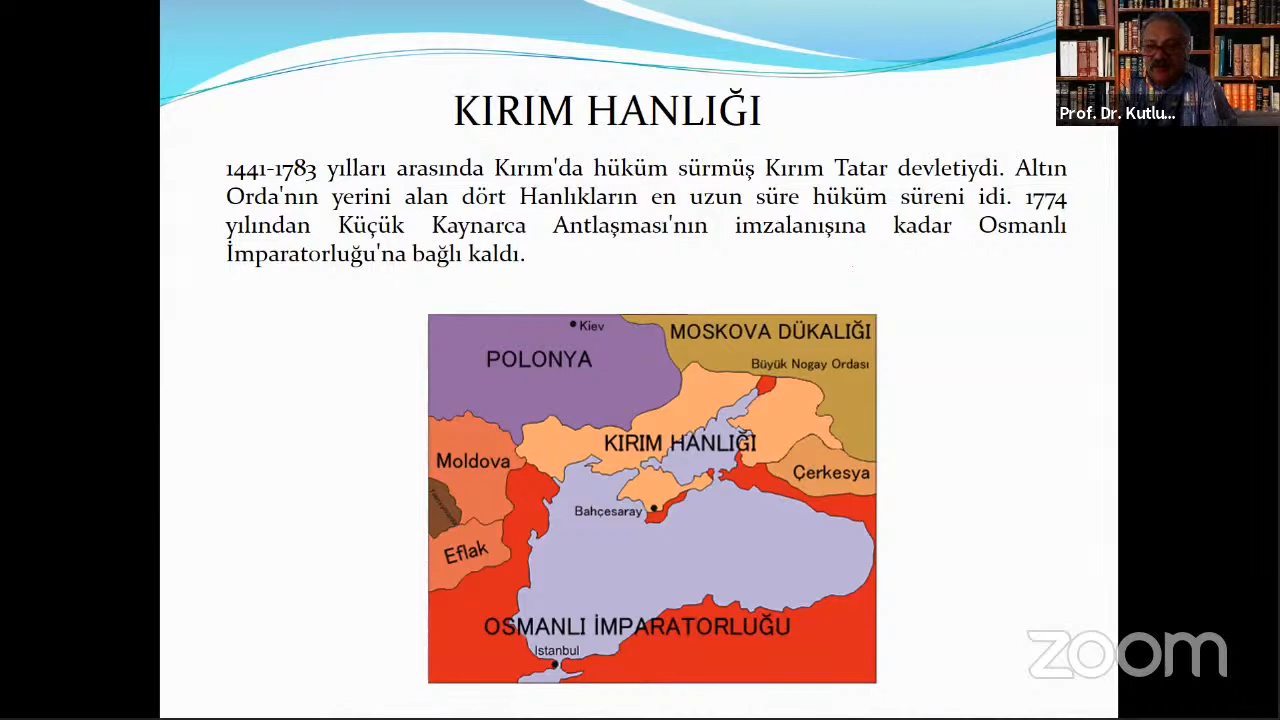 KIRIM HANLIĞI
Prof. Dr. Kutlu...
1441-1783 yılları arasında Kırım'da hüküm sürmüş Kırım Tatar devletiydi. Altın
Orda'nın yerini alan dört Hanlıkların en uzun süre hüküm süreni idi. 1774
yılından Küçük Kaynarca Antlaşması'nın imzalanışına kadar Osmanlı
İmparatorluğu'na bağlı kaldı.
Kiev
MOSKOVA DÜKALIĞI
POLONYA
Büyük Nogay Ordası
KIRIM HANLIĞI
Moldova
Çerkesya
Bahçesaray
Eflak
OSMANLI İMPARATORLUĞU
Istanbul
zoom